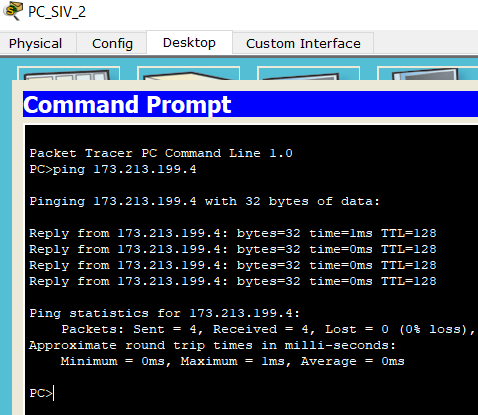 PC_SIV_2
Physical Config Desktop Custom Interface
Command Prompt
Packet Tracer PC Command Line 1.0
PC>ping 173.213.199.4
Pinging 173.213.199.4 with 32 bytes of data:
Reply from 173.213.199.4: bytes=32 time=1ms TTL=128
Reply from 173.213.199.4: bytes=32 time=0ms TTL=128
Reply from 173.213.199.4: bytes=32 time=0ms TTL=128
Reply from 173.213.199.4: bytes=32 time=0ms TTL=128
Ping statistics for 173.213.199.4:
Packets: Sent = 4, Received = 4, Lost = 0 (0% loss),
Approximate round trip times in milli-seconds:
Minimum = 0ms, Maximum = 1ms, Average = 0ms
PC>